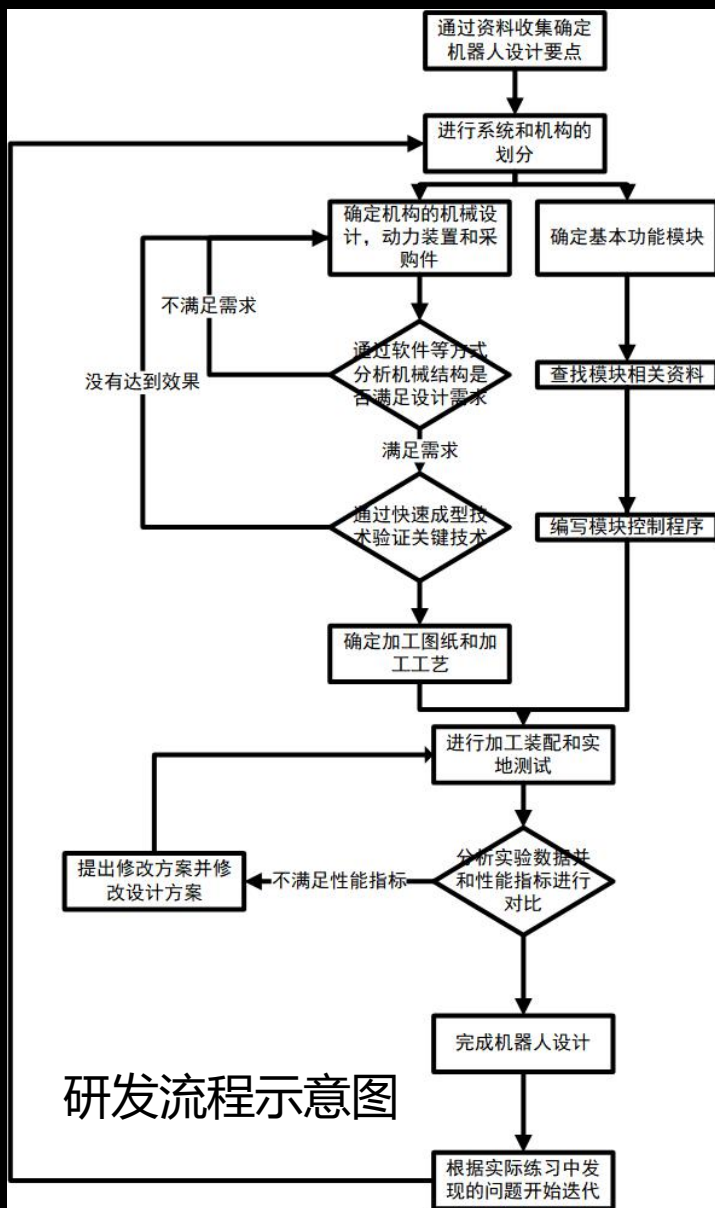 通过资料收集确定
机器人设计要点
进行系统和机构的
划分
确定机构的机械设
计，动力装置和采
购件
确定基本功能模块
不满足需求
通过软件等方式
分析机械结构是
否满足设计需求
查找模块相关资料
没有达到效果
满足需求
通过快速成型技
术验证关键技术
编写模块控制程序
确定加工图纸和加
工工艺
进行加工装配和实
地测试
提出修改方案并修
改设计方案
不满足性能指标
分析实验数据并
和性能指标进行
对比
完成机器人设计
研发流程示意图
根据实际练习中发
现的问题开始迭代